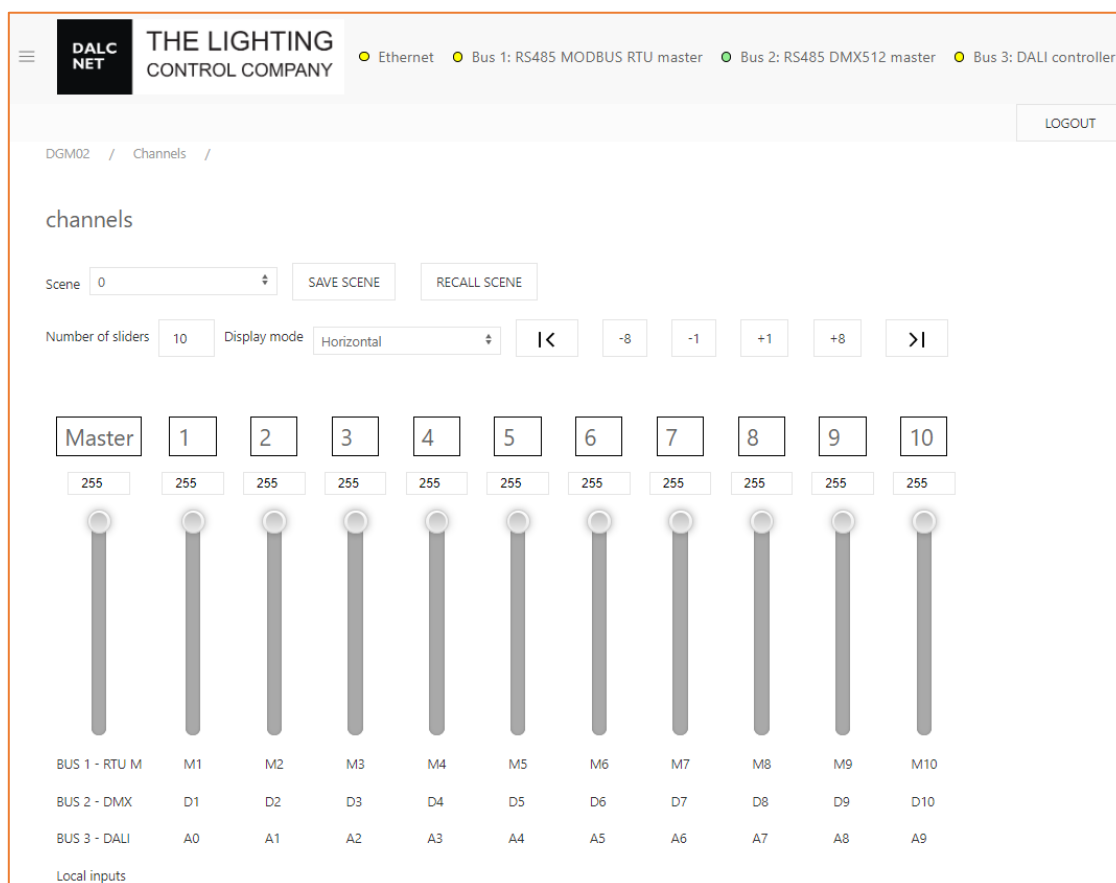 DALC
NET
THE LIGHTING
CONTROL COMPANY
Ethernet Bus 1: RS485 MODBUS RTU master Bus 2: RS485 DMX512 master Bus 3: DALI controller
LOGOUT
DGM02 / Channels /
channels
Scene 0 SAVE SCENE RECALL SCENE
Number of sliders 10 Display mode Horizontal -8 -1 +1 +8
Master 1 2 3 4 5 6 7 8 9 10
255 255 255 255 255 255 255 255 255 255 255
BUS 1 - RTU M M1 M2 M3 M4 M5 M6 M7 M8 M9 M10
BUS 2 - DMX D1 D2 D3 D4 D5 D6 D7 D8 D9 D10
BUS 3 - DALI A0 A1 A2 A3 A4 A5 A6 A7 A8 A9
Local inputs